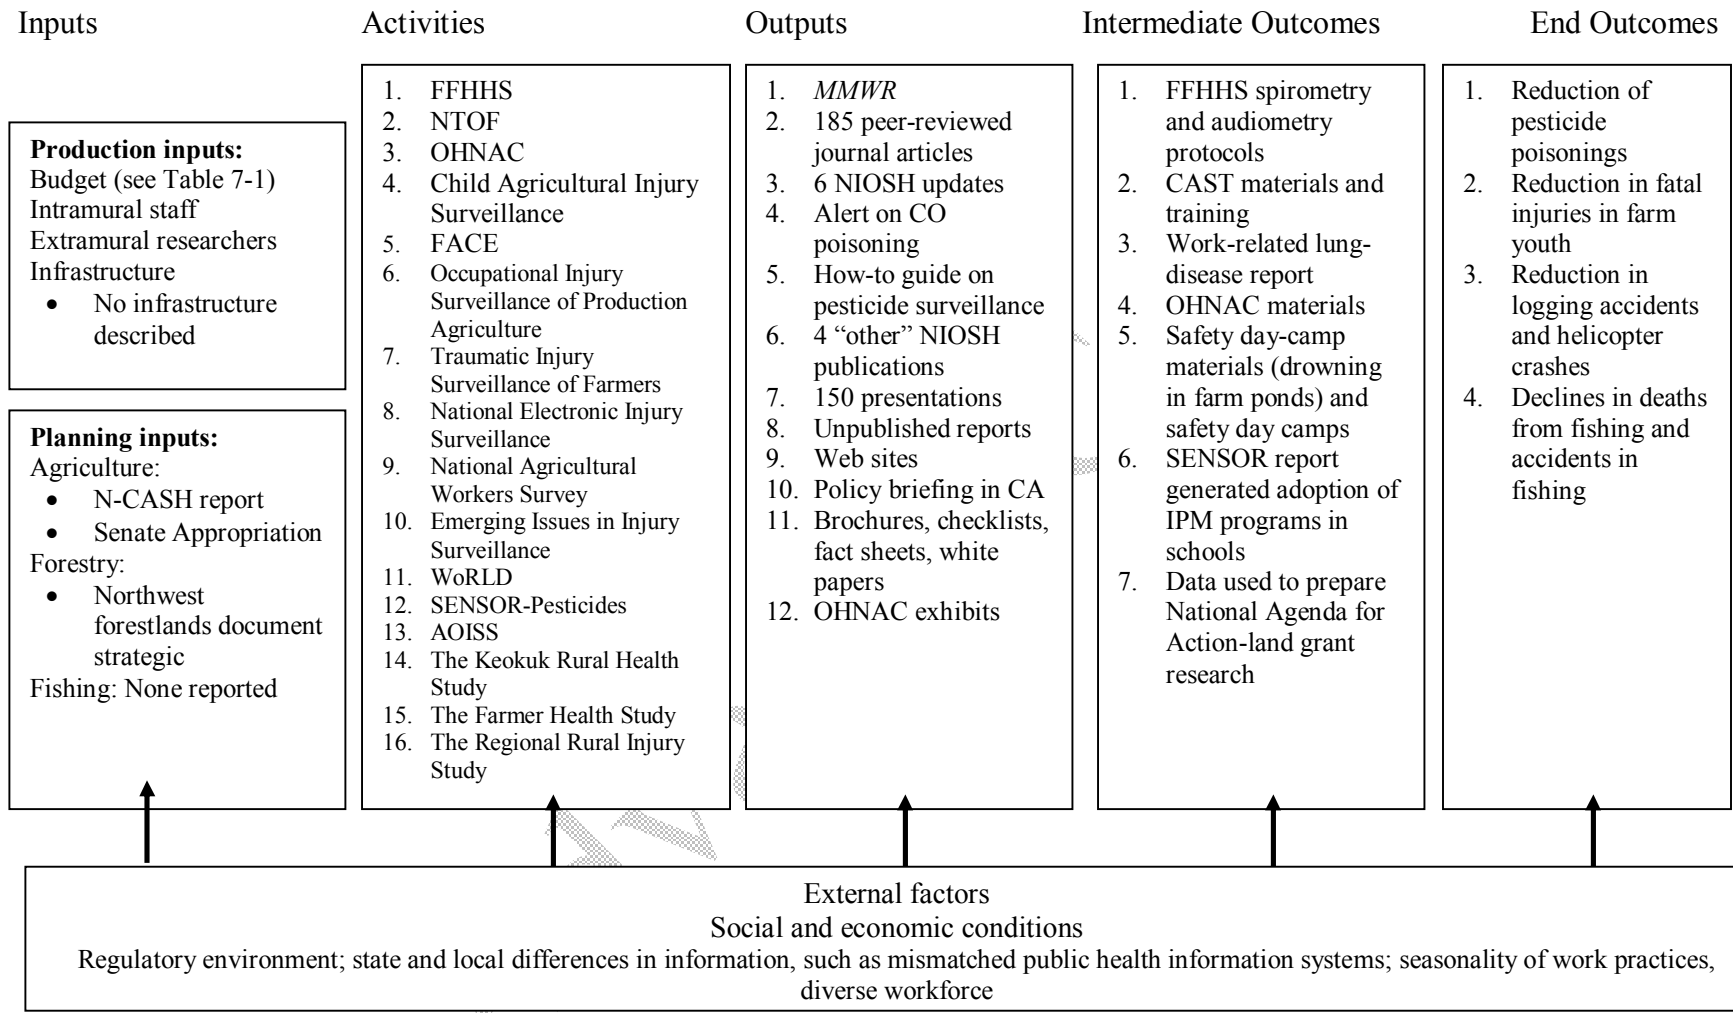 Inputs
Activities
Outputs
Intermediate Outcomes
End Outcomes
Production inputs:
Budget (see Table 7-1)
Intramural staff
Extramural researchers
Infrastructure
• No infrastructure
described
Planning inputs:
Agriculture:
• N-CASH report
• Senate Appropriation
Forestry:
• Northwest
forestlands document
strategic
Fishing: None reported
1. FFHHS
2. NTOF
3. OHNAC
4. Child Agricultural Injury
Surveillance
5. FACE
6. Occupational Injury
Surveillance of Production
Agriculture
7. Traumatic Injury
Surveillance of Farmers
8. National Electronic Injury
Surveillance
9. National Agricultural
Workers Survey
10. Emerging Issues in Injury
Surveillance
11. WoRLD
12. SENSOR-Pesticides
13. AOISS
14. The Keokuk Rural Health
Study
15. The Farmer Health Study
16. The Regional Rural Injury
Study
1. MMWR
2. 185 peer-reviewed
journal articles
3. 6 NIOSH updates
4. Alert on CO
poisoning
5. How-to guide on
pesticide surveillance
6. 4 “other” NIOSH
publications
7. 150 presentations
8. Unpublished reports
9. Web sites
10. Policy briefing in CA
11. Brochures, checklists,
fact sheets, white
papers
12. OHNAC exhibits
1. FFHHS spirometry
and audiometry
protocols
2. CAST materials and
training
3. Work-related lung-
disease report
4. OHNAC materials
5. Safety day-camp
materials (drowning
in farm ponds) and
safety day camps
6. SENSOR report
generated adoption of
IPM programs in
schools
7. Data used to prepare
National Agenda for
Action-land grant
research
1. Reduction of
pesticide
poisonings
2. Reduction in fatal
injuries in farm
youth
3. Reduction in
logging accidents
and helicopter
crashes
4. Declines in deaths
from fishing and
accidents in
fishing
External factors
Social and economic conditions
Regulatory environment; state and local differences in information, such as mismatched public health information systems; seasonality of work practices,
diverse workforce